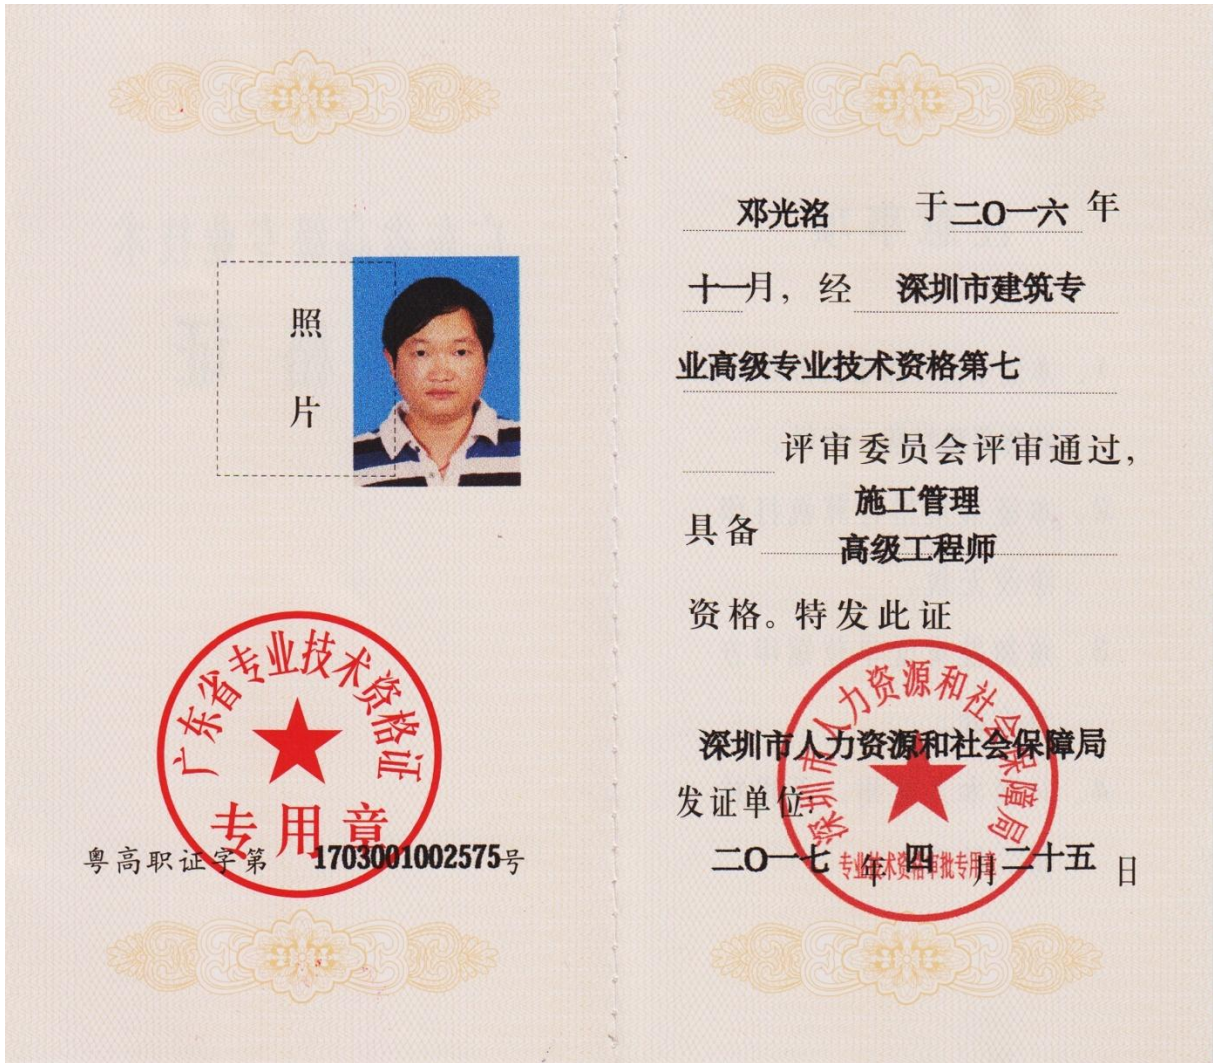 照
片
广东省专业技术资格证
专用章
粤高职证字第 1703001002575号
邓光洺 于二〇一六 年
十一月，经 深圳市建筑专
业高级专业技术资格第七
评审委员会评审通过，
具备 施工管理
高级工程师
资格。特发此证
深圳市人力资源和社会保障局
深圳市人力资源和社会保障局
发证单位：
专业技术资格审批专用章
二〇一七 年 四 月 二十五 日